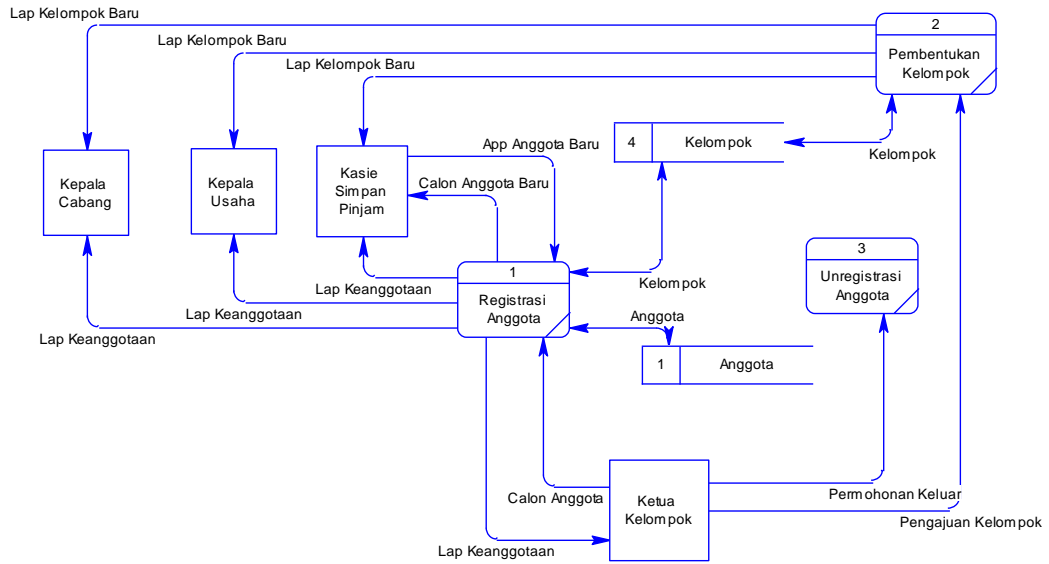 Lap Kelompok Baru
2
Lap Kelompok Baru
Pembentukan
Kelompok
Lap Kelompok Baru
App Anggota Baru
4
Kelompok
Kelompok
Kepala
Cabang
Kepala
Usaha
Kasie
Simpan
Pinjam
Calon Anggota Baru
3
Unregistrasi
Anggota
1
Registrasi
Anggota
Kelompok
Lap Keanggotaan
Lap Keanggotaan
Lap Keanggotaan
Anggota
1
Anggota
Calon Anggota
Ketua
Kelompok
Permohonan Keluar
Pengajuan Kelompok
Lap Keanggotaan